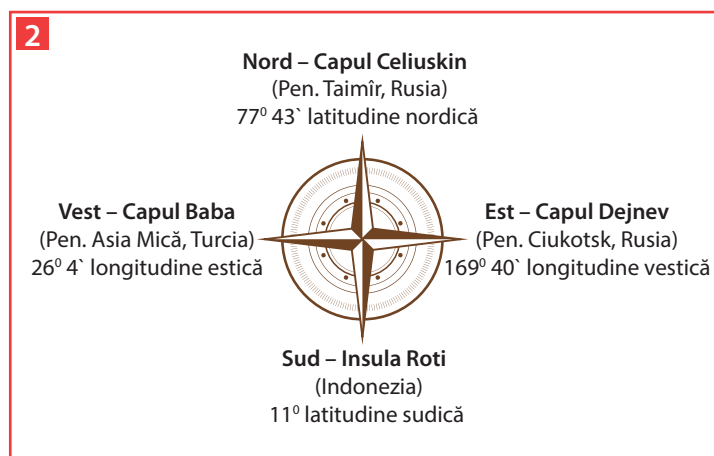 2
Nord – Capul Celiuskin
(Pen. Taimîr, Rusia)
77⁰ 43` latitudine nordică
Vest – Capul Baba
(Pen. Asia Mică, Turcia)
26⁰ 4` longitudine estică
Est – Capul Dejnev
(Pen. Ciukotsk, Rusia)
169⁰ 40` longitudine vestică
Sud – Insula Roti
(Indonezia)
11⁰ latitudine sudică